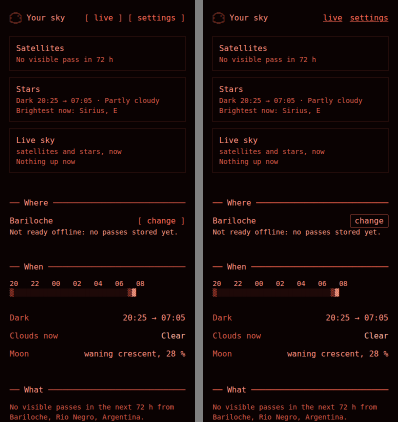 Your sky [ live ] [ settings ]
Satellites
No visible pass in 72 h
Stars
Dark 20:25 → 07:05 · Partly cloudy
Brightest now: Sirius, E
Live sky
satellites and stars, now
Nothing up now
Where
Bariloche [ change ]
Not ready offline: no passes stored yet.
When
20 22 00 02 04 06 08
Dark 20:25 → 07:05
Clouds now Clear
Moon waning crescent, 28 %
What
No visible passes in the next 72 h from
Bariloche, Rio Negro, Argentina.
Your sky live settings
Satellites
No visible pass in 72 h
Stars
Dark 20:25 → 07:05 · Partly cloudy
Brightest now: Sirius, E
Live sky
satellites and stars, now
Nothing up now
Where
Bariloche change
Not ready offline: no passes stored yet.
When
20 22 00 02 04 06 08
Dark 20:25 → 07:05
Clouds now Clear
Moon waning crescent, 28 %
What
No visible passes in the next 72 h from
Bariloche, Rio Negro, Argentina.